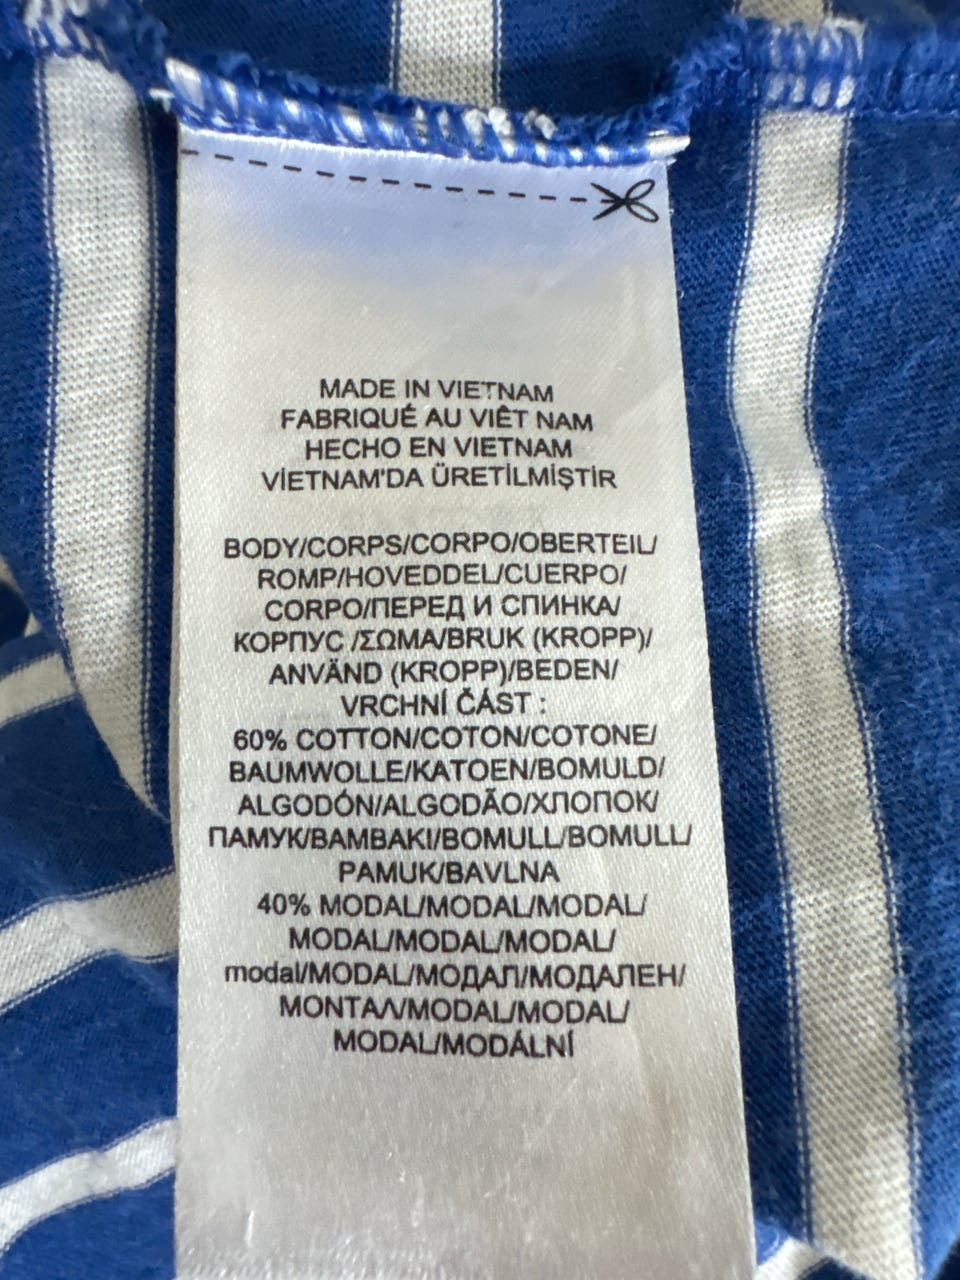 MADE IN VIETNAM
FABRIQUÉ AU VIÊT NAM
HECHO EN VIETNAM
VİETNAM'DA ÜRETİLMİŞTİR
BODY/CORPS/CORPO/OBERTEIL/
ROMP/HOVEDDEL/CUERPO/
CORPO/ПЕРЕД И СПИНКА/
КОРПУС /ΣΩΜΑ/BRUK (KROPP)/
ANVÄND (KROPP)/BEDEN/
VRCHNÍ ČÁST :
60% COTTON/COTON/COTONE/
BAUMWOLLE/KATOEN/BOMULD/
ALGODÓN/ALGODÃO/ХЛОПОК/
ПАМУК/ΒΑΜΒΑΚΙ/BOMULL/BOMULL/
PAMUK/BAVLNA
40% MODAL/MODAL/MODAL/
MODAL/MODAL/MODAL/
modal/MODAL/МОДАЛ/МОДАЛЕН/
ΜΟΝΤΑΛ/MODAL/MODAL/
MODAL/MODÁLNÍ